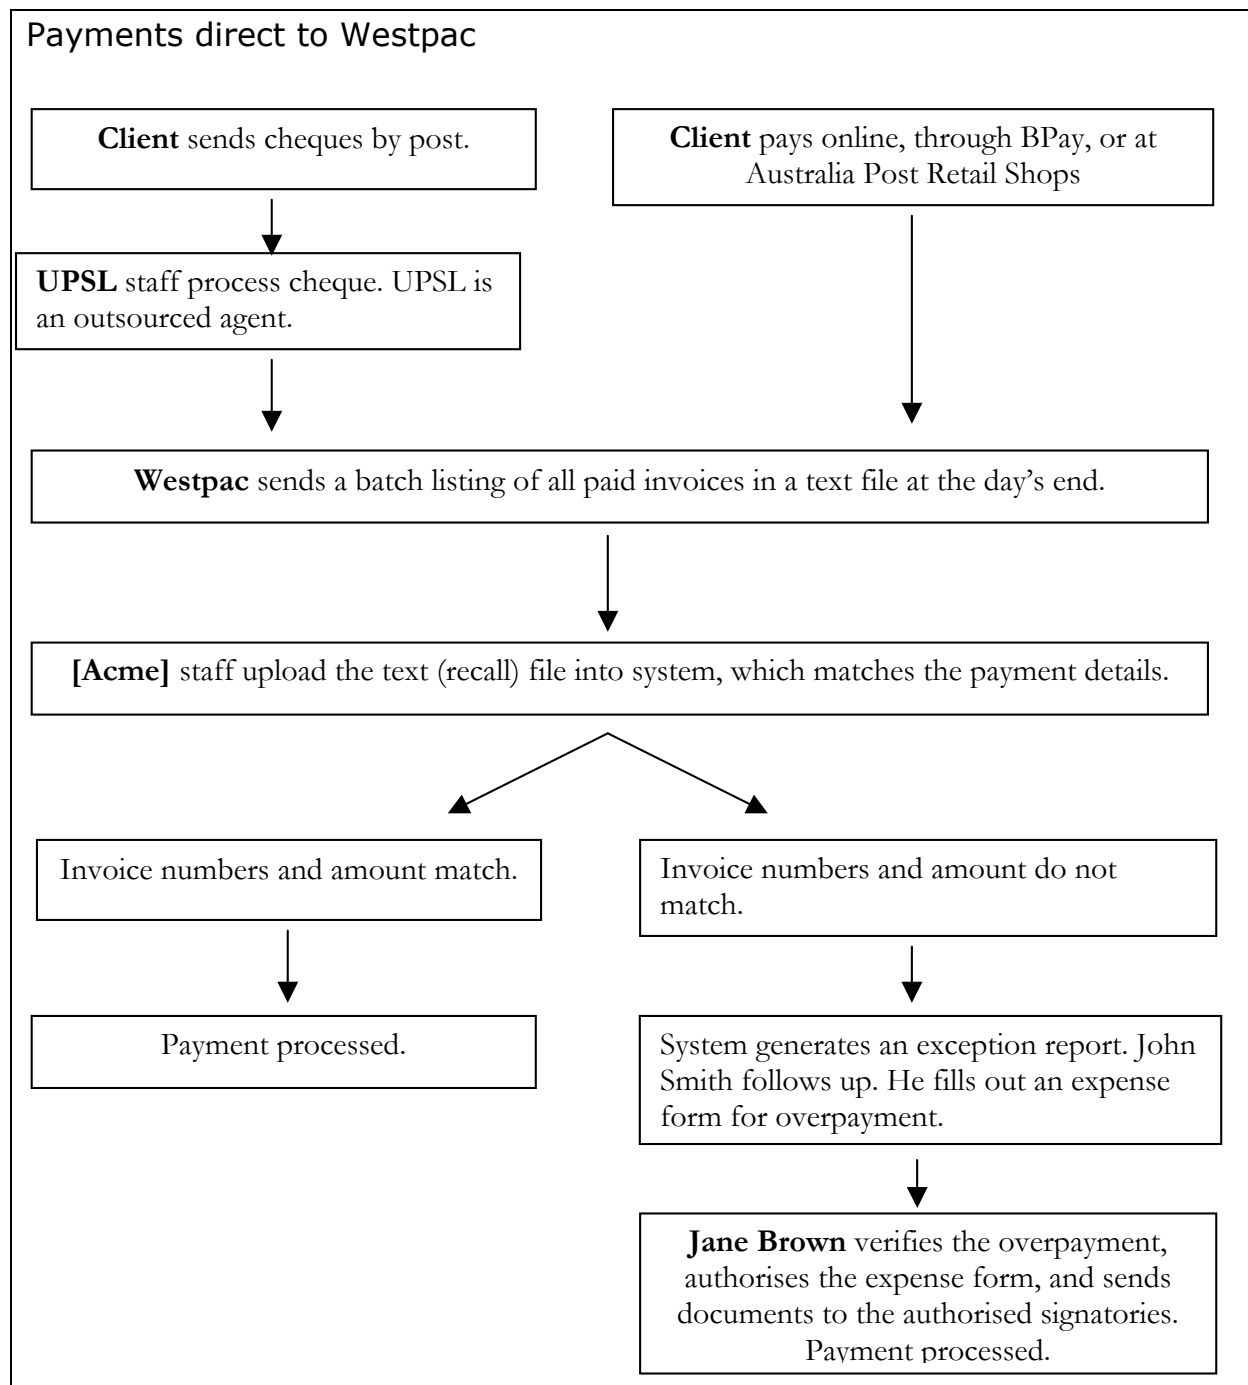 Payments direct to Westpac
Client sends cheques by post.
Client pays online, through BPay, or at
Australia Post Retail Shops
UPSL staff process cheque. UPSL is
an outsourced agent.
Westpac sends a batch listing of all paid invoices in a text file at the day’s end.
[Acme] staff upload the text (recall) file into system, which matches the payment details.
Invoice numbers and amount match.
Invoice numbers and amount do not
match.
Payment processed.
System generates an exception report. John
Smith follows up. He fills out an expense
form for overpayment.
Jane Brown verifies the overpayment,
authorises the expense form, and sends
documents to the authorised signatories.
Payment processed.